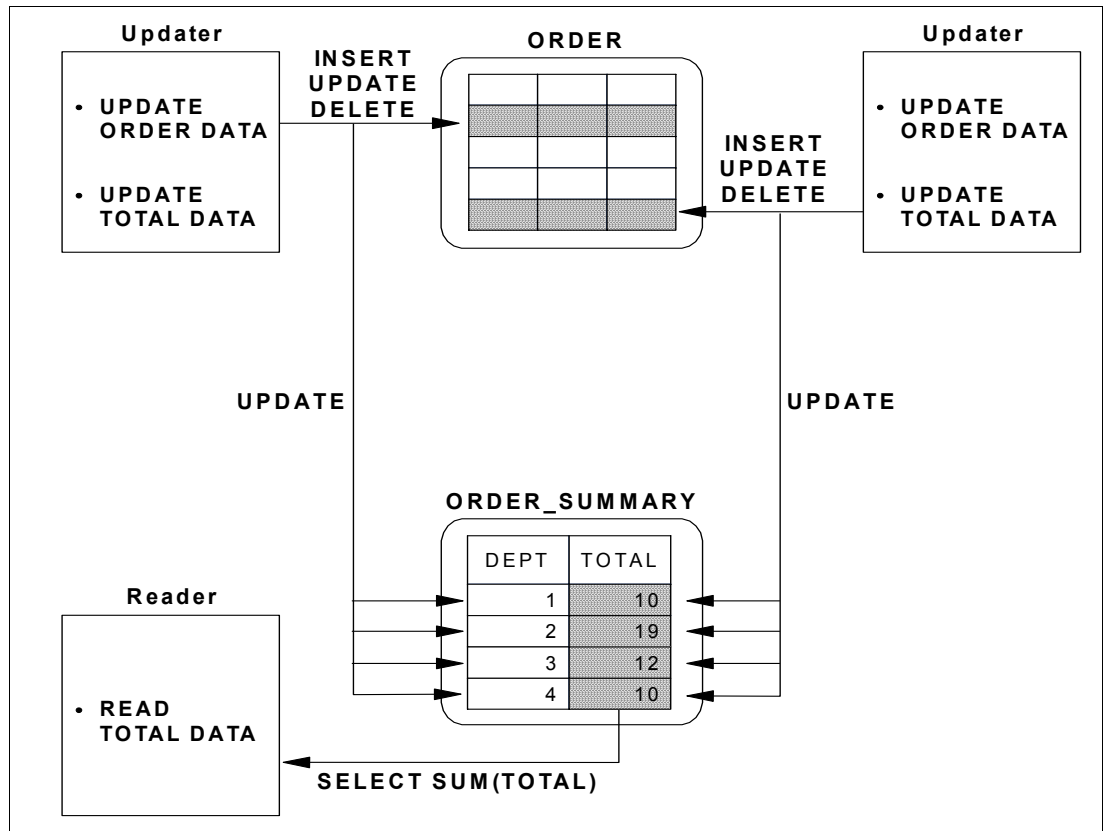 Updater
• UPDATE
ORDER DATA
• UPDATE
TOTAL DATA
INSERT
UPDATE
DELETE
ORDER
Updater
• UPDATE
ORDER DATA
• UPDATE
TOTAL DATA
INSERT
UPDATE
DELETE
UPDATE
UPDATE
ORDER_SUMMARY
DEPT TOTAL
1 10
2 19
3 12
4 10
Reader
• READ
TOTAL DATA
SELECT SUM(TOTAL)